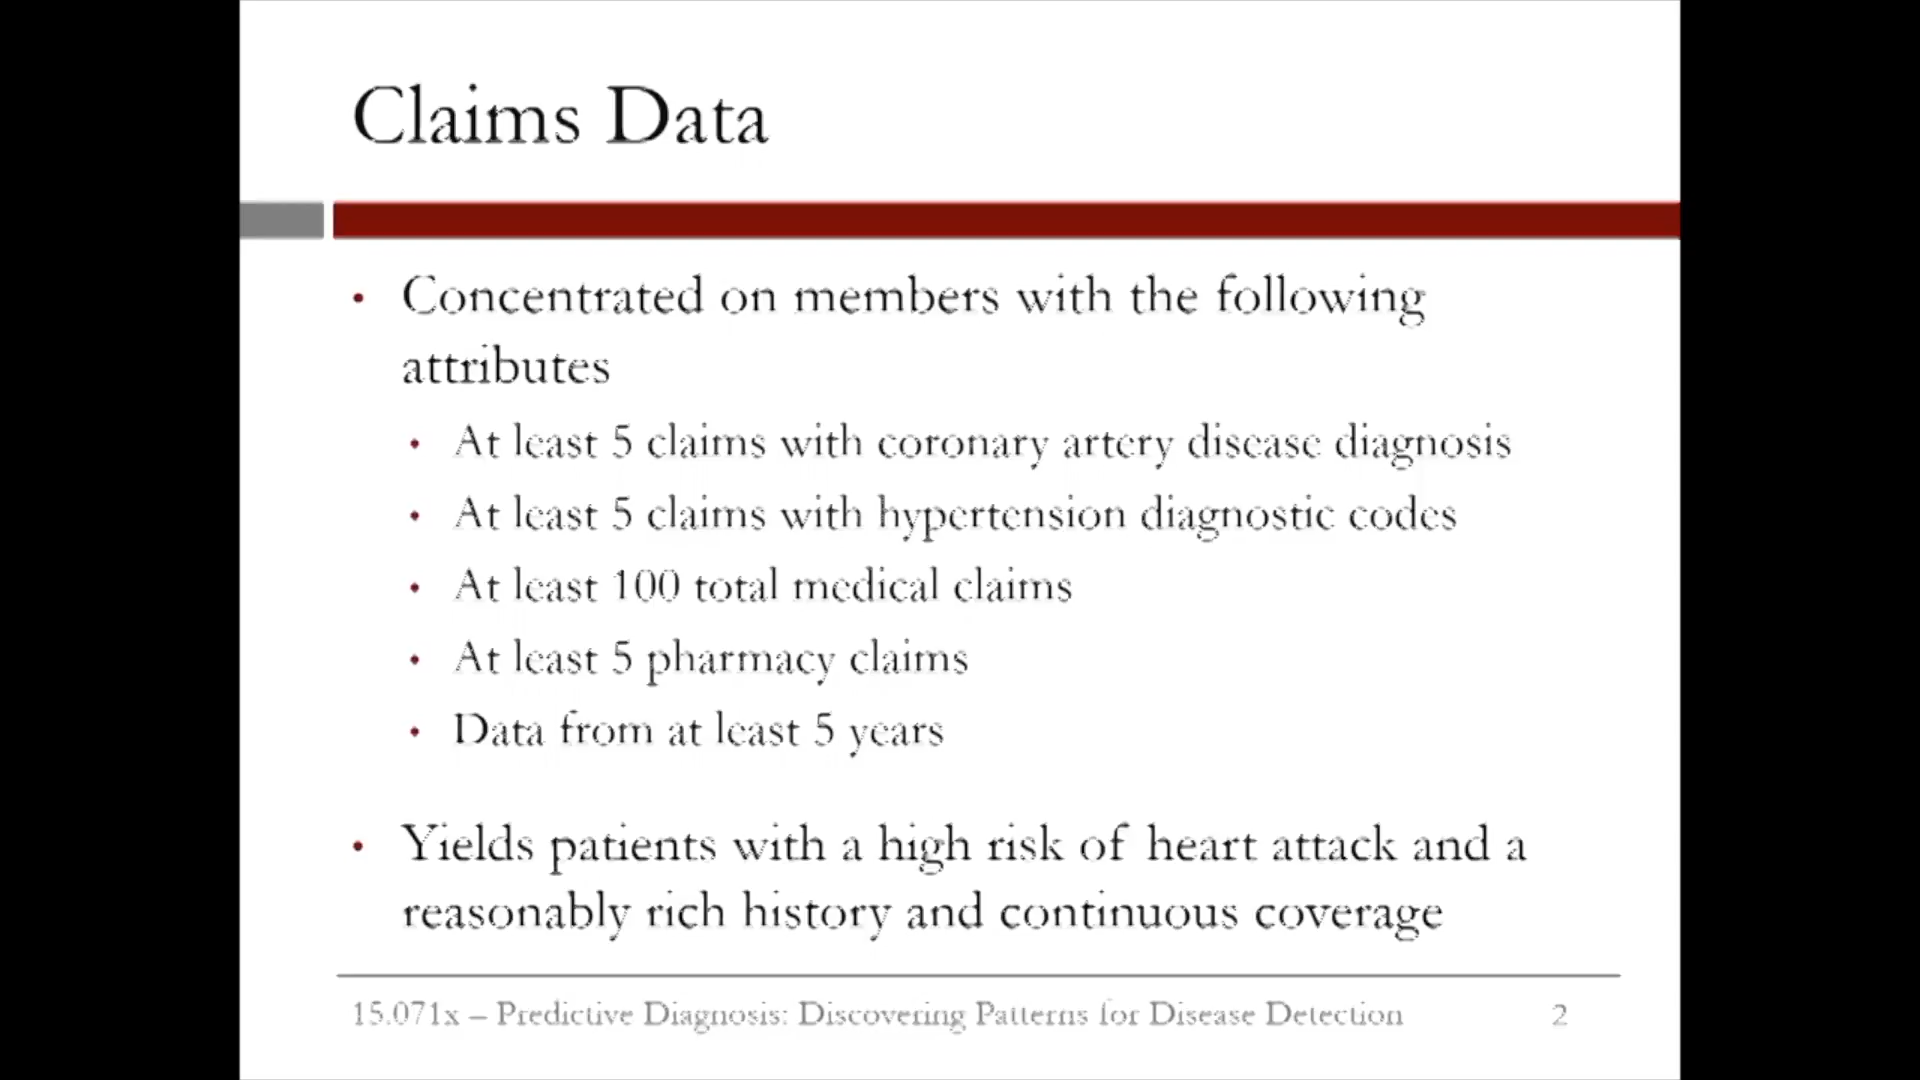 Claims Data
• Concentrated on members with the following
attributes
• At least 5 claims with coronary artery disease diagnosis
• At least 5 claims with hypertension diagnostic codes
• At least 100 total medical claims
• At least 5 pharmacy claims
• Data from at least 5 years
• Yields patients with a high risk of heart attack and a
reasonably rich history and continuous coverage
15.071x – Predictive Diagnosis: Discovering Patterns for Disease Detection 2